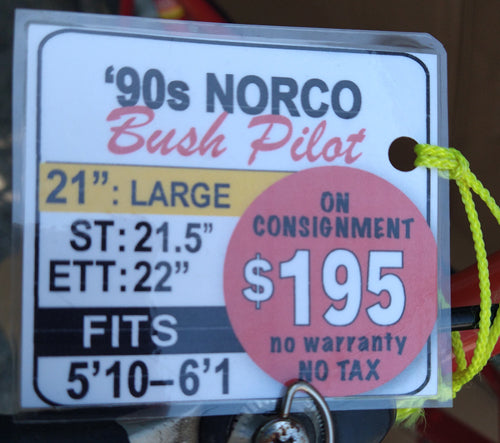 ‘90s NORCO
Bush Pilot
21”: LARGE
ST: 21.5”
ETT: 22”
FITS
5’10–6’1
ON
CONSIGNMENT
$195
no warranty
NO TAX